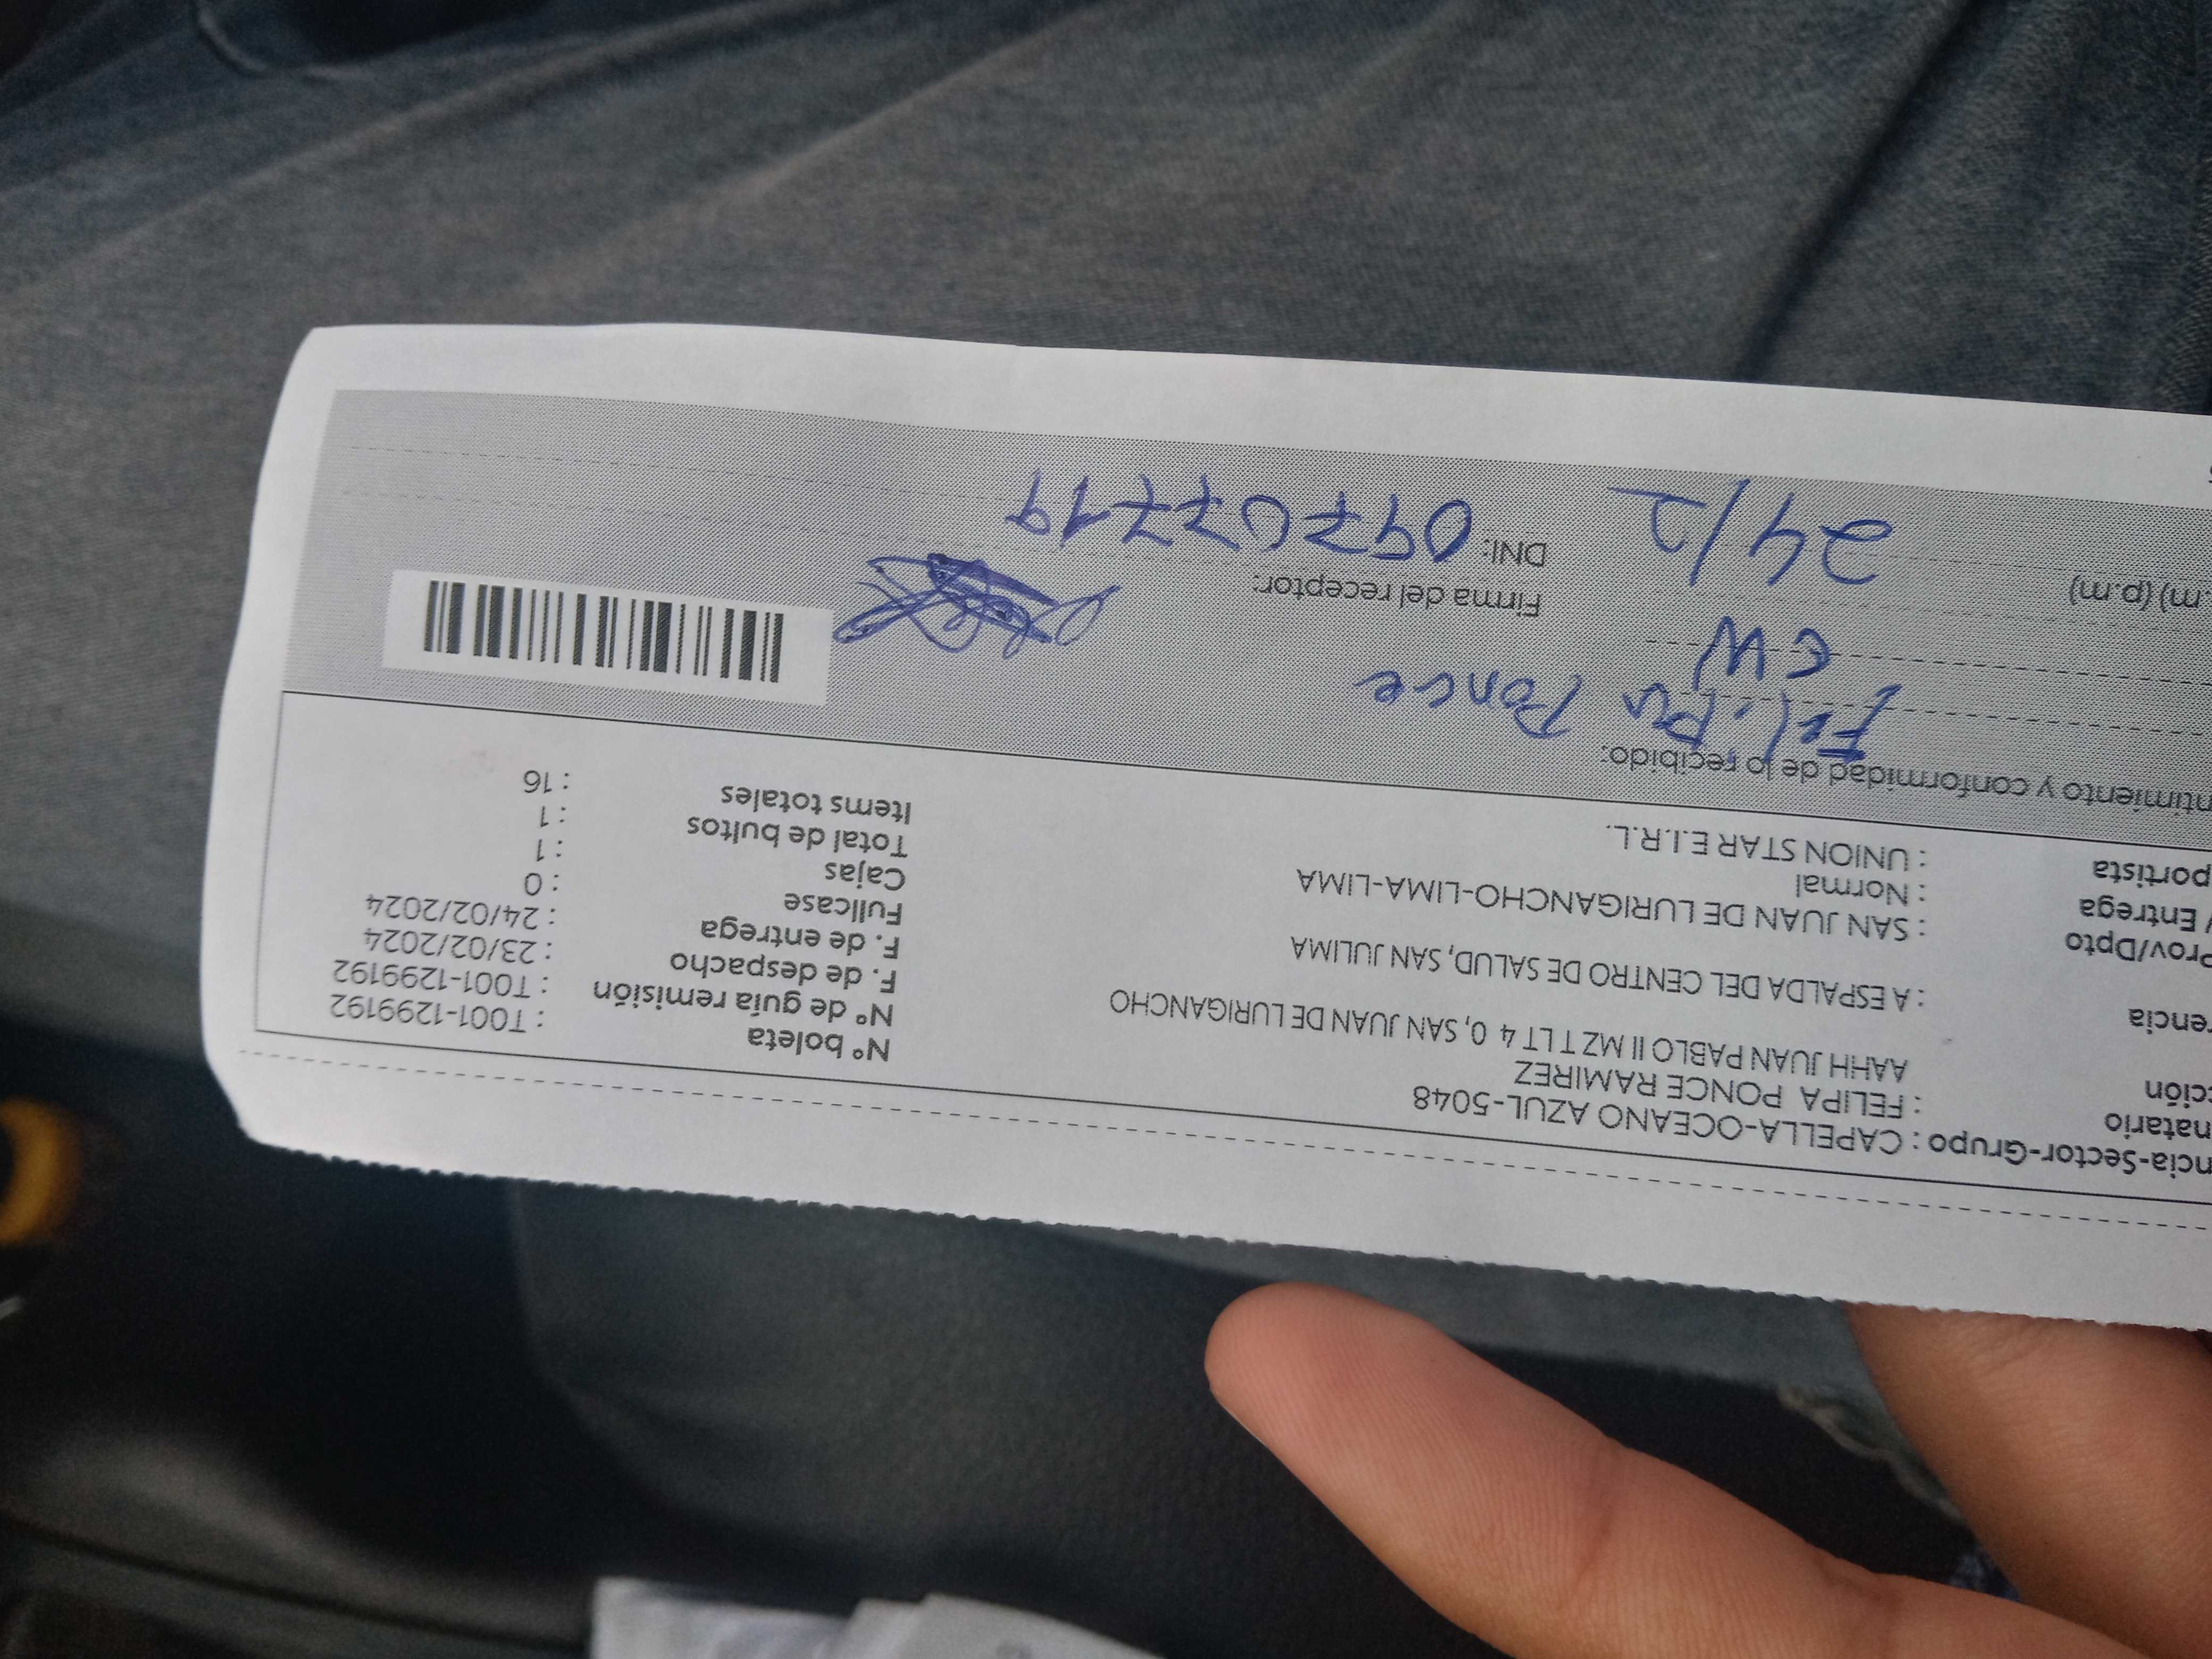 ncia-Sector-Grupo : CAPELLA-OCEANO AZUL-5048
natario : FELIPA PONCE RAMIREZ
cción AAHH JUAN PABLO II MZ T LT 4 0, SAN JUAN DE LURIGANCHO
rencia : A ESPALDA DEL CENTRO DE SALUD, SAN JULIMA
Prov/Dpto : SAN JUAN DE LURIGANCHO-LIMA-LIMA
/ Entrega : Normal
portista : UNION STAR E.I.R.L.
N° boleta : T001-1299192
N° de guía remisión : T001-1299192
F. de despacho : 23/02/2024
F. de entrega : 24/02/2024
Fullcase : 0
Cajas : 1
Total de bultos : 1
Items totales : 16
ntimiento y conformidad de lo recibido:
Ponce
.m) (p.m) 24/2
Firma del receptor:
DNI: